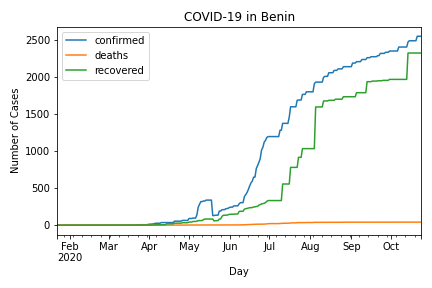 COVID-19 in Benin
confirmed
deaths
recovered
2500
2000
1500
1000
500
0
Number of Cases
Feb Mar Apr May Jun Jul Aug Sep Oct
2020
Day